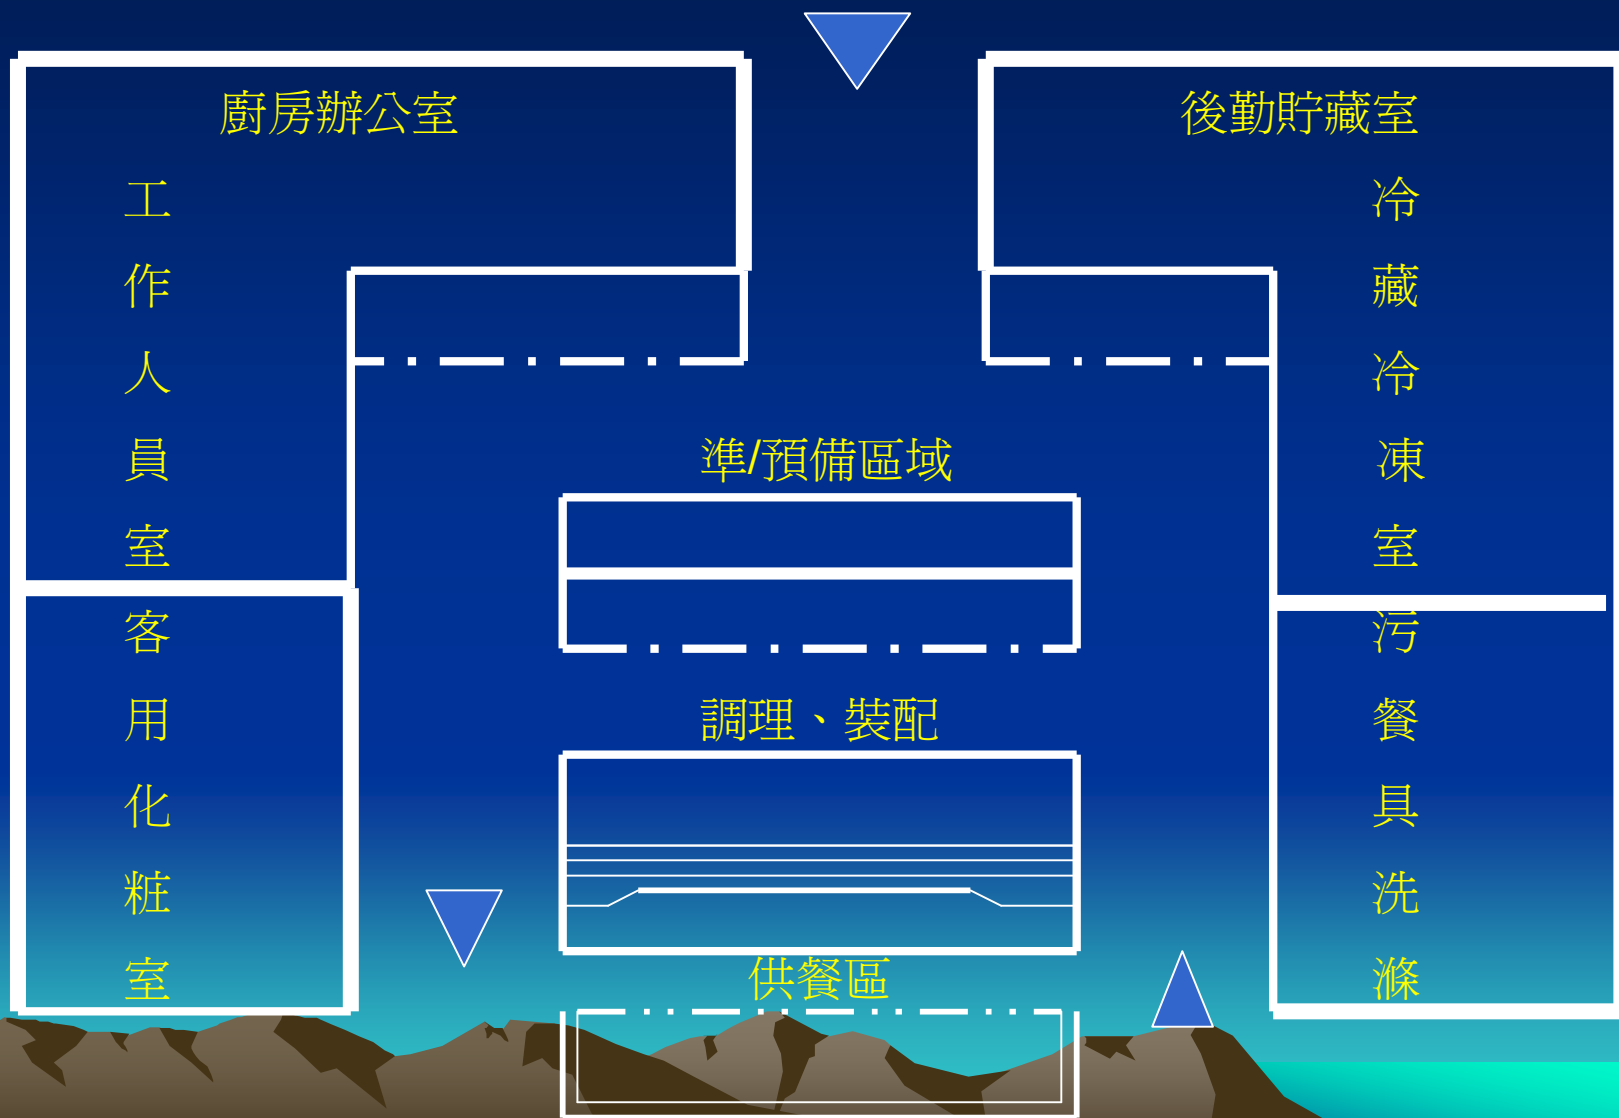 廚房辦公室
後勤貯藏室
工作人員室
冷藏冷凍室
準/預備區域
調理、裝配
供餐區
客用化粧室
污餐具洗滌